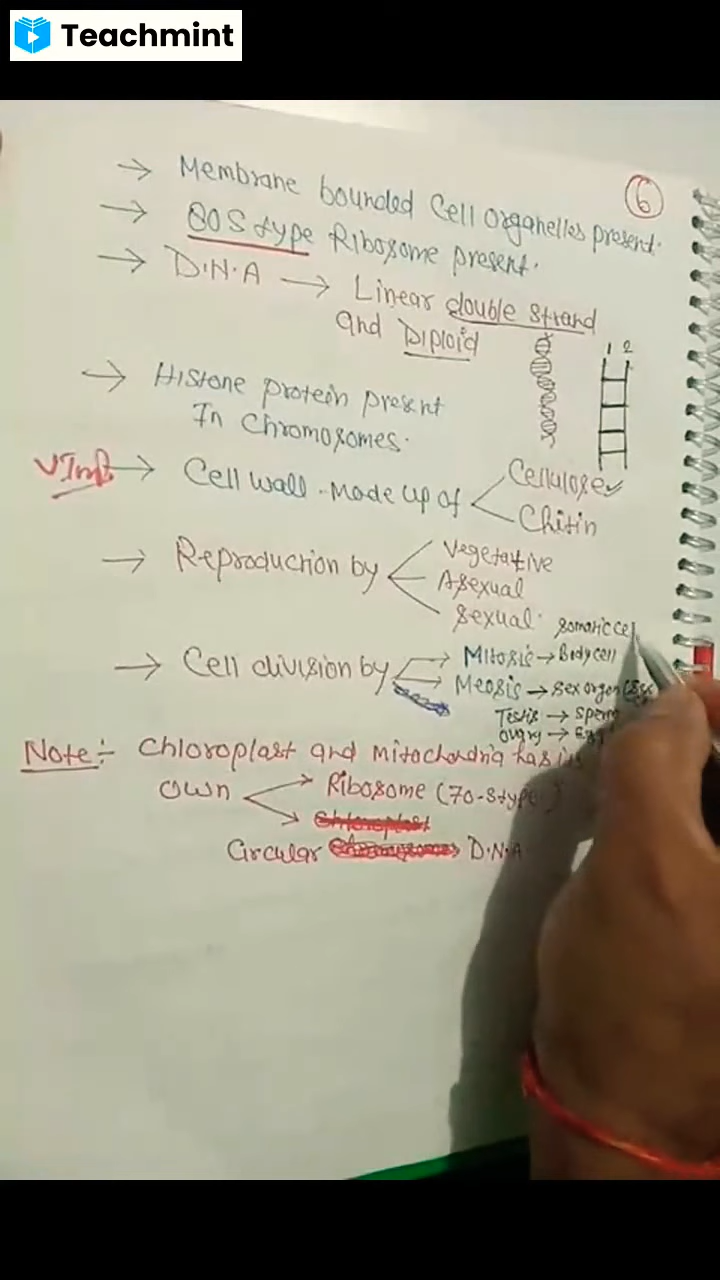 Teachmint
6
→ Membrane bounded Cell organelles present.
→ 80S type Ribosome present.
→ D.N.A → Linear double strand
and Diploid
1 2
→ Histone protein present
In chromosomes.
VImp → Cell wall - Made up of
Cellulose✓
Chitin
→ Reproduction by
Vegetative
Asexual
Sexual
Somatic cel
→ Cell division by
→ Mitosis → Body cell
→ Meosis → Sex organ
Testis → Sperm
Ovary → Egg
Note:- Chloroplast and Mitochondria has
own
Ribosome (70-S type
Circular D.N.A